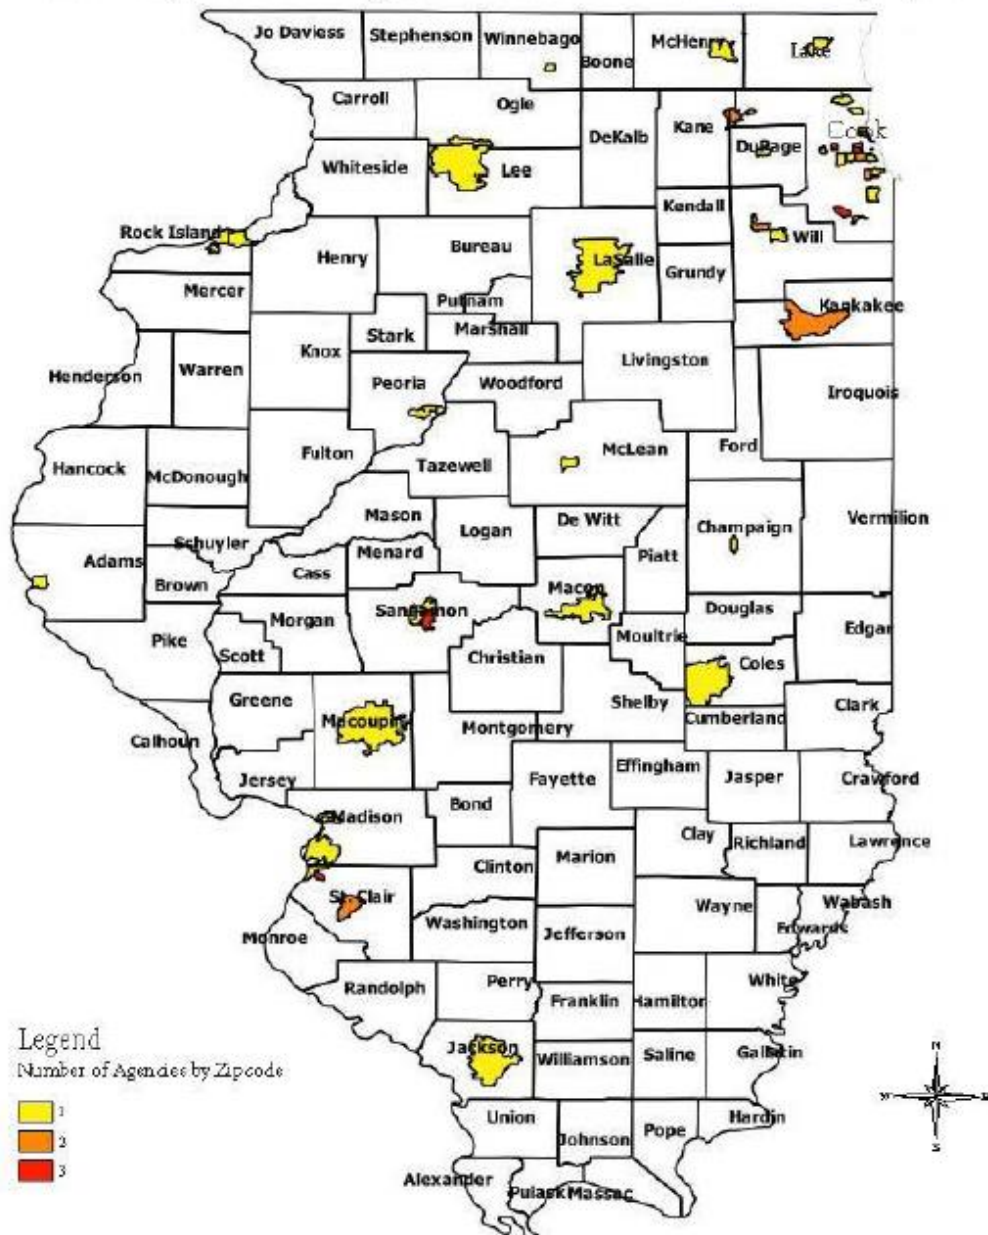 Jo Daviess Stephenson Winnebago Boone McHenry Lake
Carroll Ogle DeKalb Kane Cook
DuPage
Whiteside Lee
Kendall
Rock Island Henry Bureau LaSalle Grundy Will
Mercer Putnam Kankakee
Stark Marshall
Knox Livingston
Henderson Warren Peoria Woodford Iroquois
Hancock McDonough Fulton Tazewell McLean Ford
Mason Logan De Witt Champaign Vermilion
Schuyler Menard Piatt
Adams Brown Cass
Sangamon Macon Douglas
Pike Morgan Moultrie Edgar
Scott Christian Coles
Greene Shelby Clark
Macoupin Montgomery Cumberland
Calhoun
Jersey Fayette Effingham Jasper Crawford
Madison Bond
Clay Richland Lawrence
Clinton Marion
St. Clair Wayne Wabash
Washington Edwards
Monroe Jefferson
Randolph Perry White
Franklin Hamilton
Jackson Williamson Saline Gallatin
Union Johnson Pope Hardin
Alexander Pulaski Massac
Legend
Number of Agencies by Zipcode
1
2
3
N
W E
S